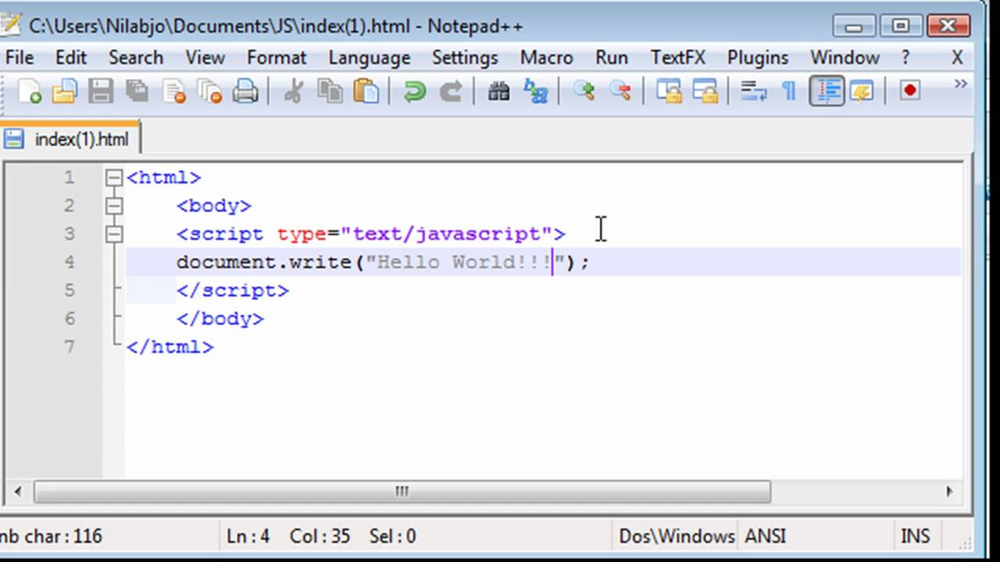 C:\Users\Nilabjo\Documents\JS\index(1).html - Notepad++
File Edit Search View Format Language Settings Macro Run TextFX Plugins Window ? X
index(1).html
1 <html>
2 <body>
3 <script type="text/javascript">
4 document.write("Hello World!!!");
5 </script>
6 </body>
7 </html>
nb char : 116 Ln : 4 Col : 35 Sel : 0 Dos\Windows ANSI INS